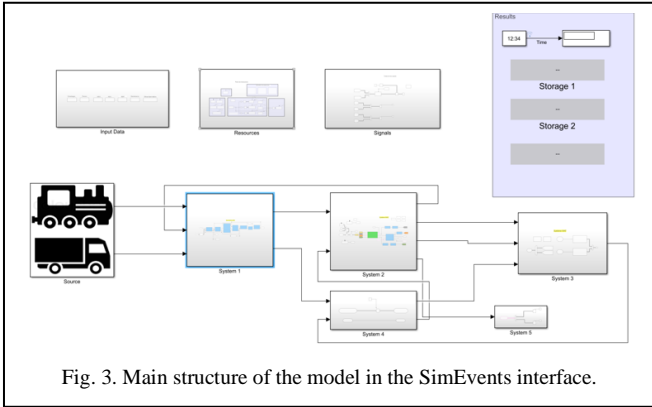 Results
12:34
Time
Storage 1
Storage 2
Input Data
Resources
Signals
Source
System 1
System 2
System 3
System 4
System 5
Fig. 3. Main structure of the model in the SimEvents interface.